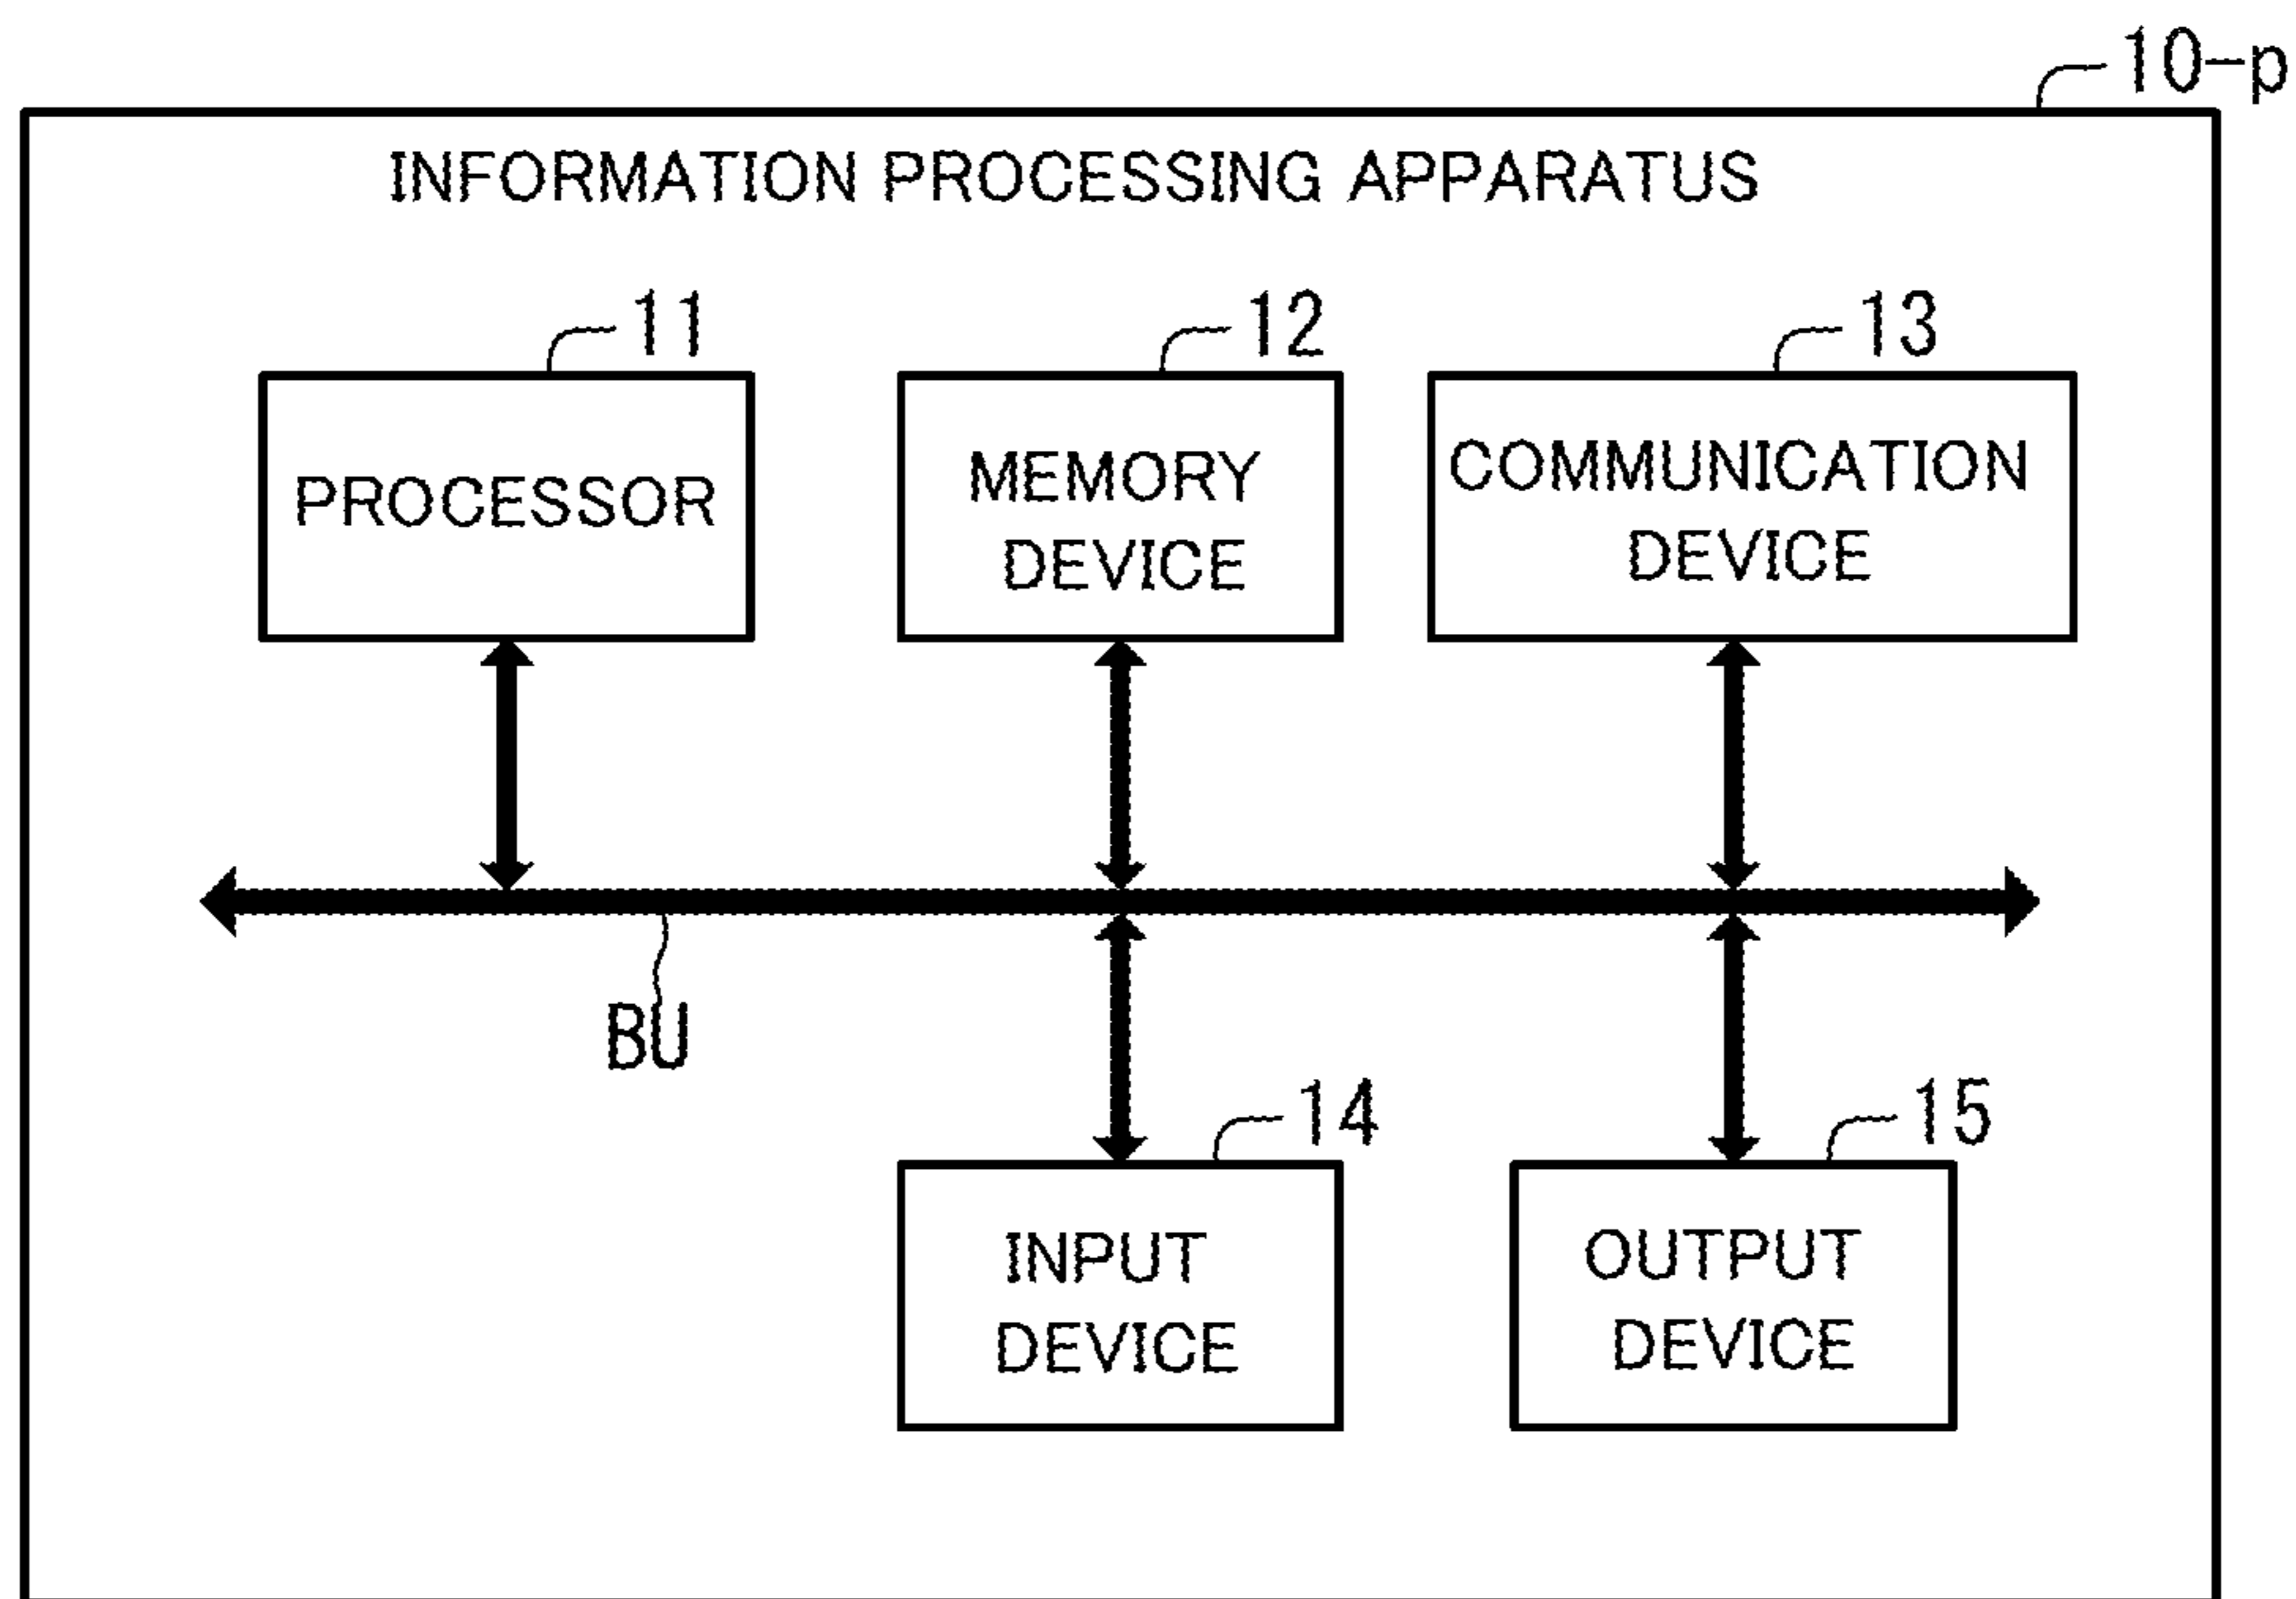 10-p
INFORMATION PROCESSING APPARATUS
11
12
13
PROCESSOR
MEMORY
DEVICE
COMMUNICATION
DEVICE
BU
14
15
INPUT
DEVICE
OUTPUT
DEVICE